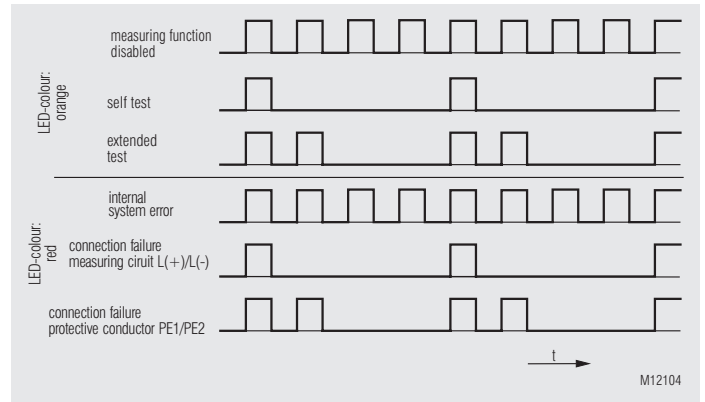 measuring function
disabled
LED-colour:
orange
self test
extended
test
LED-colour:
red
internal
system error
connection failure
measuring ciruit L(+)/L(-)
connection failure
protective conductor PE1/PE2
t
M12104